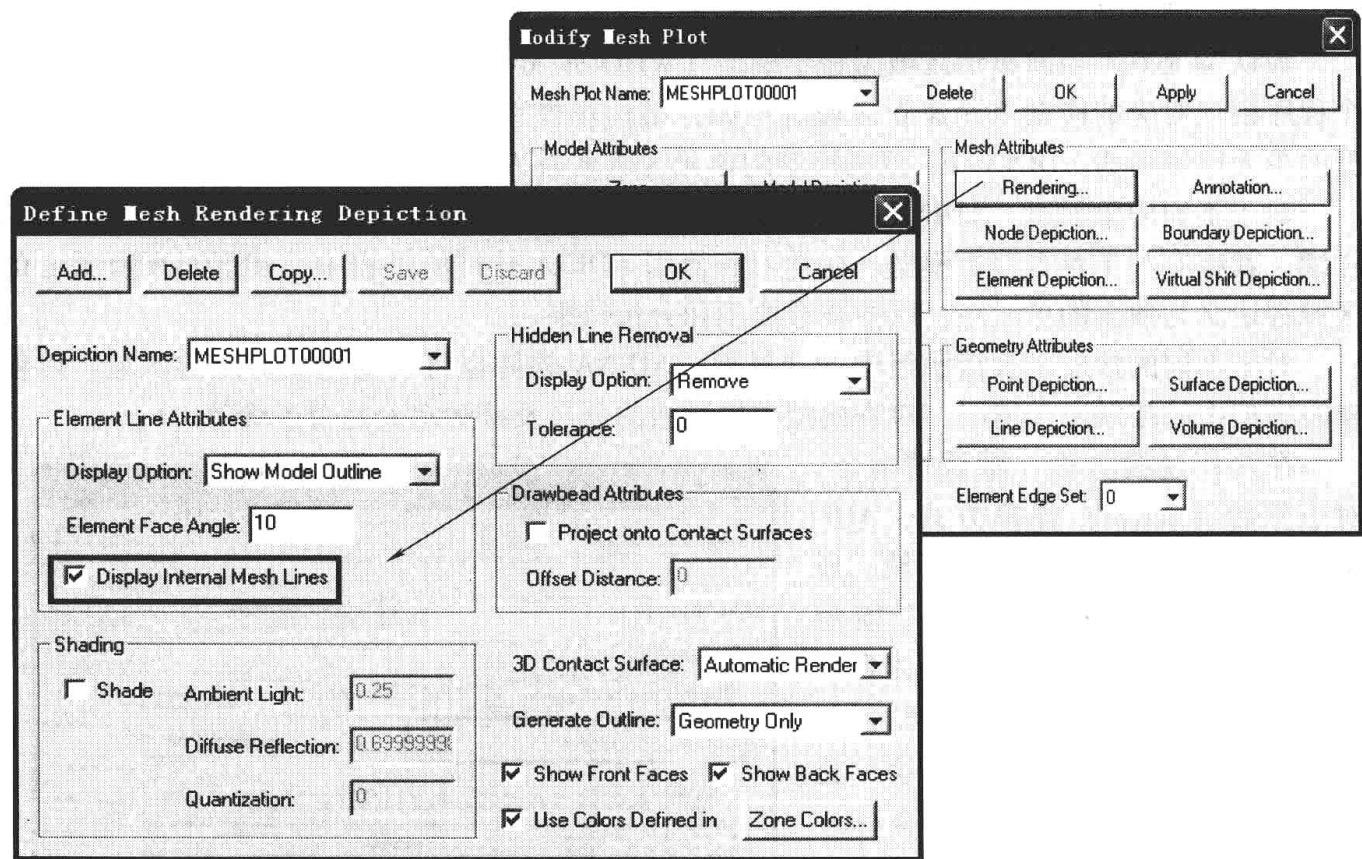 Modify Mesh Plot
Mesh Plot Name: MESHPLOT00001 Delete OK Apply Cancel
Model Attributes
Mesh Attributes
Rendering... Annotation...
Node Depiction... Boundary Depiction...
Element Depiction... Virtual Shift Depiction...
Geometry Attributes
Point Depiction... Surface Depiction...
Line Depiction... Volume Depiction...
Element Edge Set: 0
Define Mesh Rendering Depiction
Add... Delete Copy... Save Discard OK Cancel
Depiction Name: MESHPLOT00001
Element Line Attributes
Display Option: Show Model Outline
Element Face Angle: 10
Display Internal Mesh Lines
Shading
Shade Ambient Light: 0.25
Diffuse Reflection: 0.6999999
Quantization: 0
Hidden Line Removal
Display Option: Remove
Tolerance: 0
Drawbead Attributes
Project onto Contact Surfaces
Offset Distance: 0
3D Contact Surface: Automatic Render
Generate Outline: Geometry Only
Show Front Faces Show Back Faces
Use Colors Defined in Zone Colors...